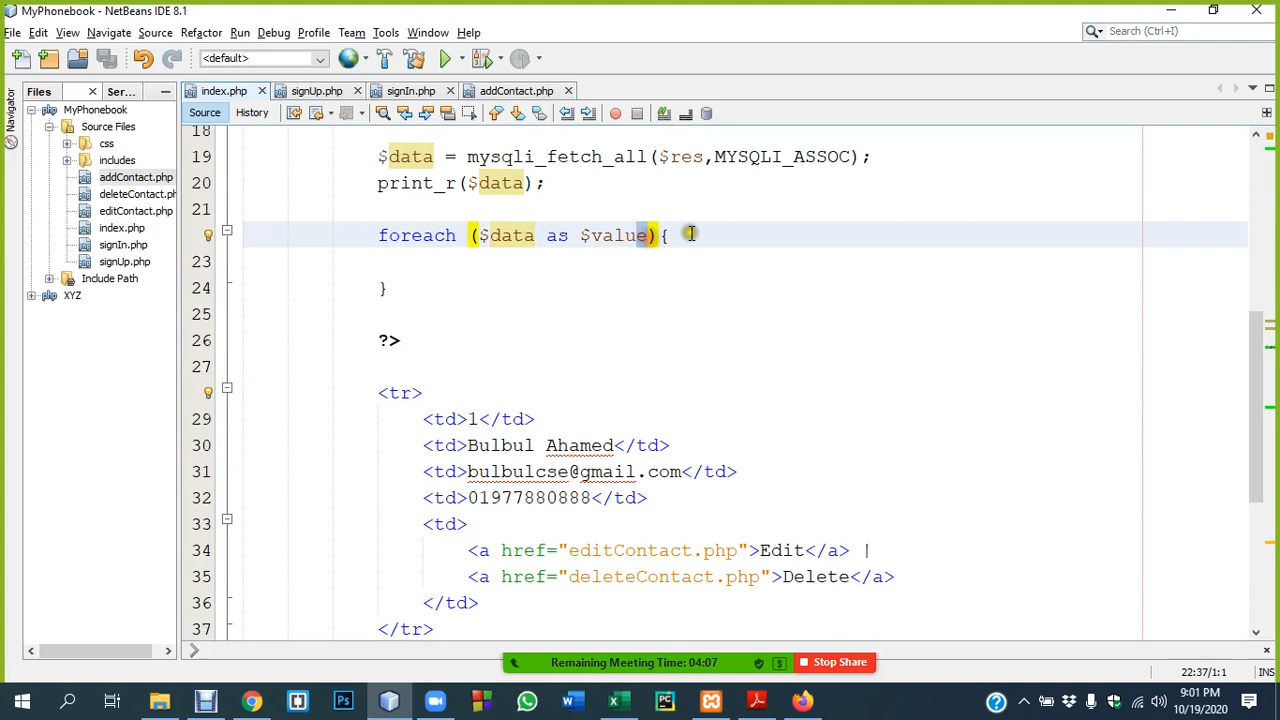 MyPhonebook - NetBeans IDE 8.1
File Edit View Navigate Source Refactor Run Debug Profile Team Tools Window Help
Search (Ctrl+I)
<default>
Files
Ser...
index.php
signUp.php
signIn.php
addContact.php
Navigator
MyPhonebook
Source Files
css
includes
addContact.php
deleteContact.ph
editContact.php
index.php
signIn.php
signUp.php
Include Path
XYZ
Source History
18
19 $data = mysqli_fetch_all($res,MYSQLI_ASSOC);
20 print_r($data);
21
foreach ($data as $value){
23
24 }
25
26 ?>
27
<tr>
29 <td>1</td>
30 <td>Bulbul Ahamed</td>
31 <td>bulbulcse@gmail.com</td>
32 <td>01977880888</td>
33 <td>
34 <a href="editContact.php">Edit</a> |
35 <a href="deleteContact.php">Delete</a>
36 </td>
37 </tr>
Remaining Meeting Time: 04:07
Stop Share
22:37/1:1
INS
9:01 PM
10/19/2020